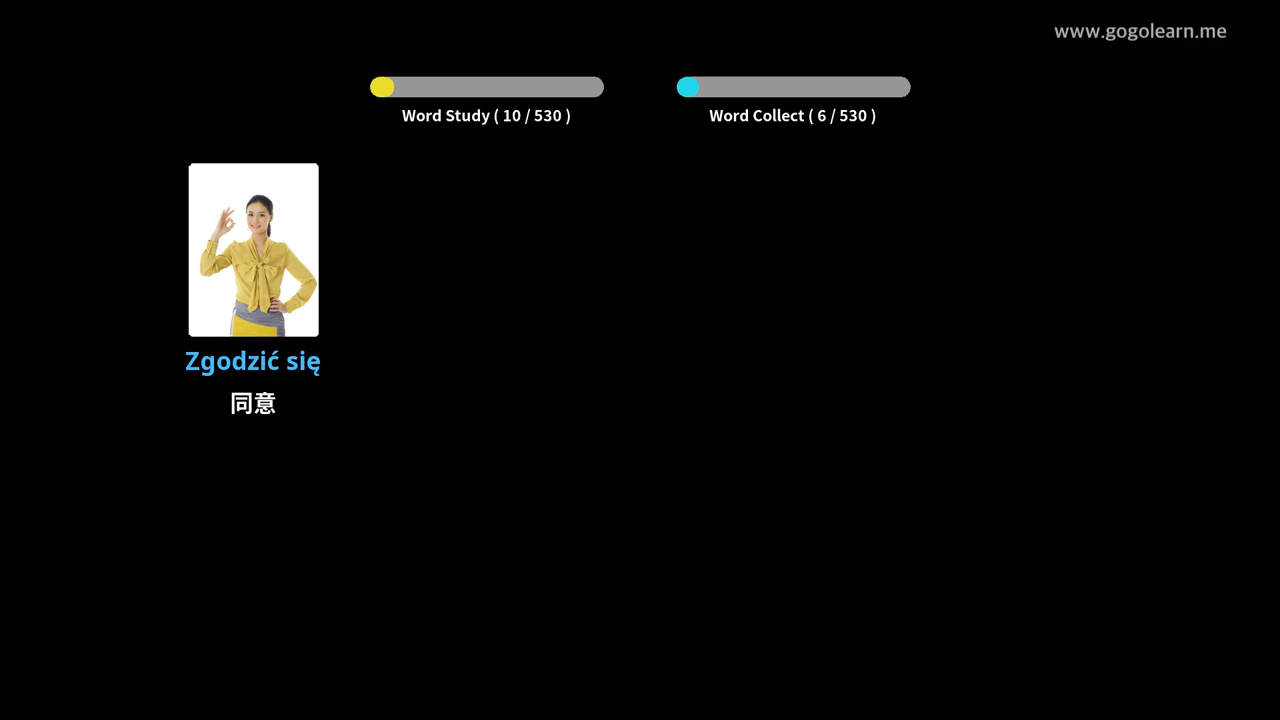 www.gogolearn.me
Word Study ( 10 / 530 )
Word Collect ( 6 / 530 )
Zgodzić się
同意